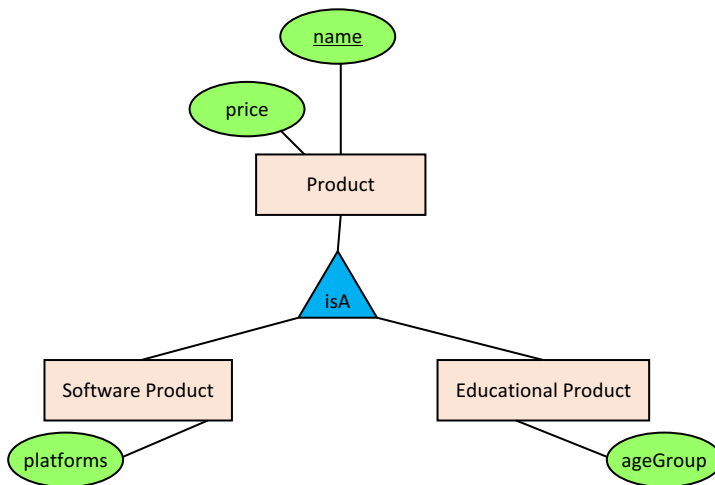 name
price
Product
isA
Software Product
Educational Product
platforms
ageGroup